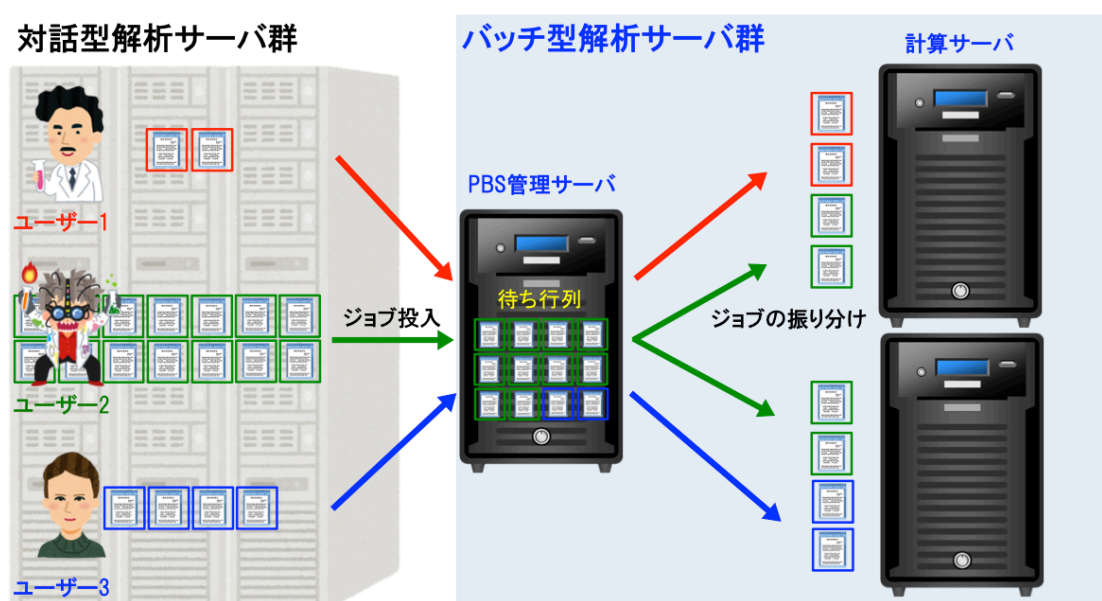 対話型解析サーバ群
バッチ型解析サーバ群
計算サーバ
ユーザー1
PBS管理サーバ
待ち行列
ジョブ投入
ジョブの振り分け
ユーザー2
ユーザー3